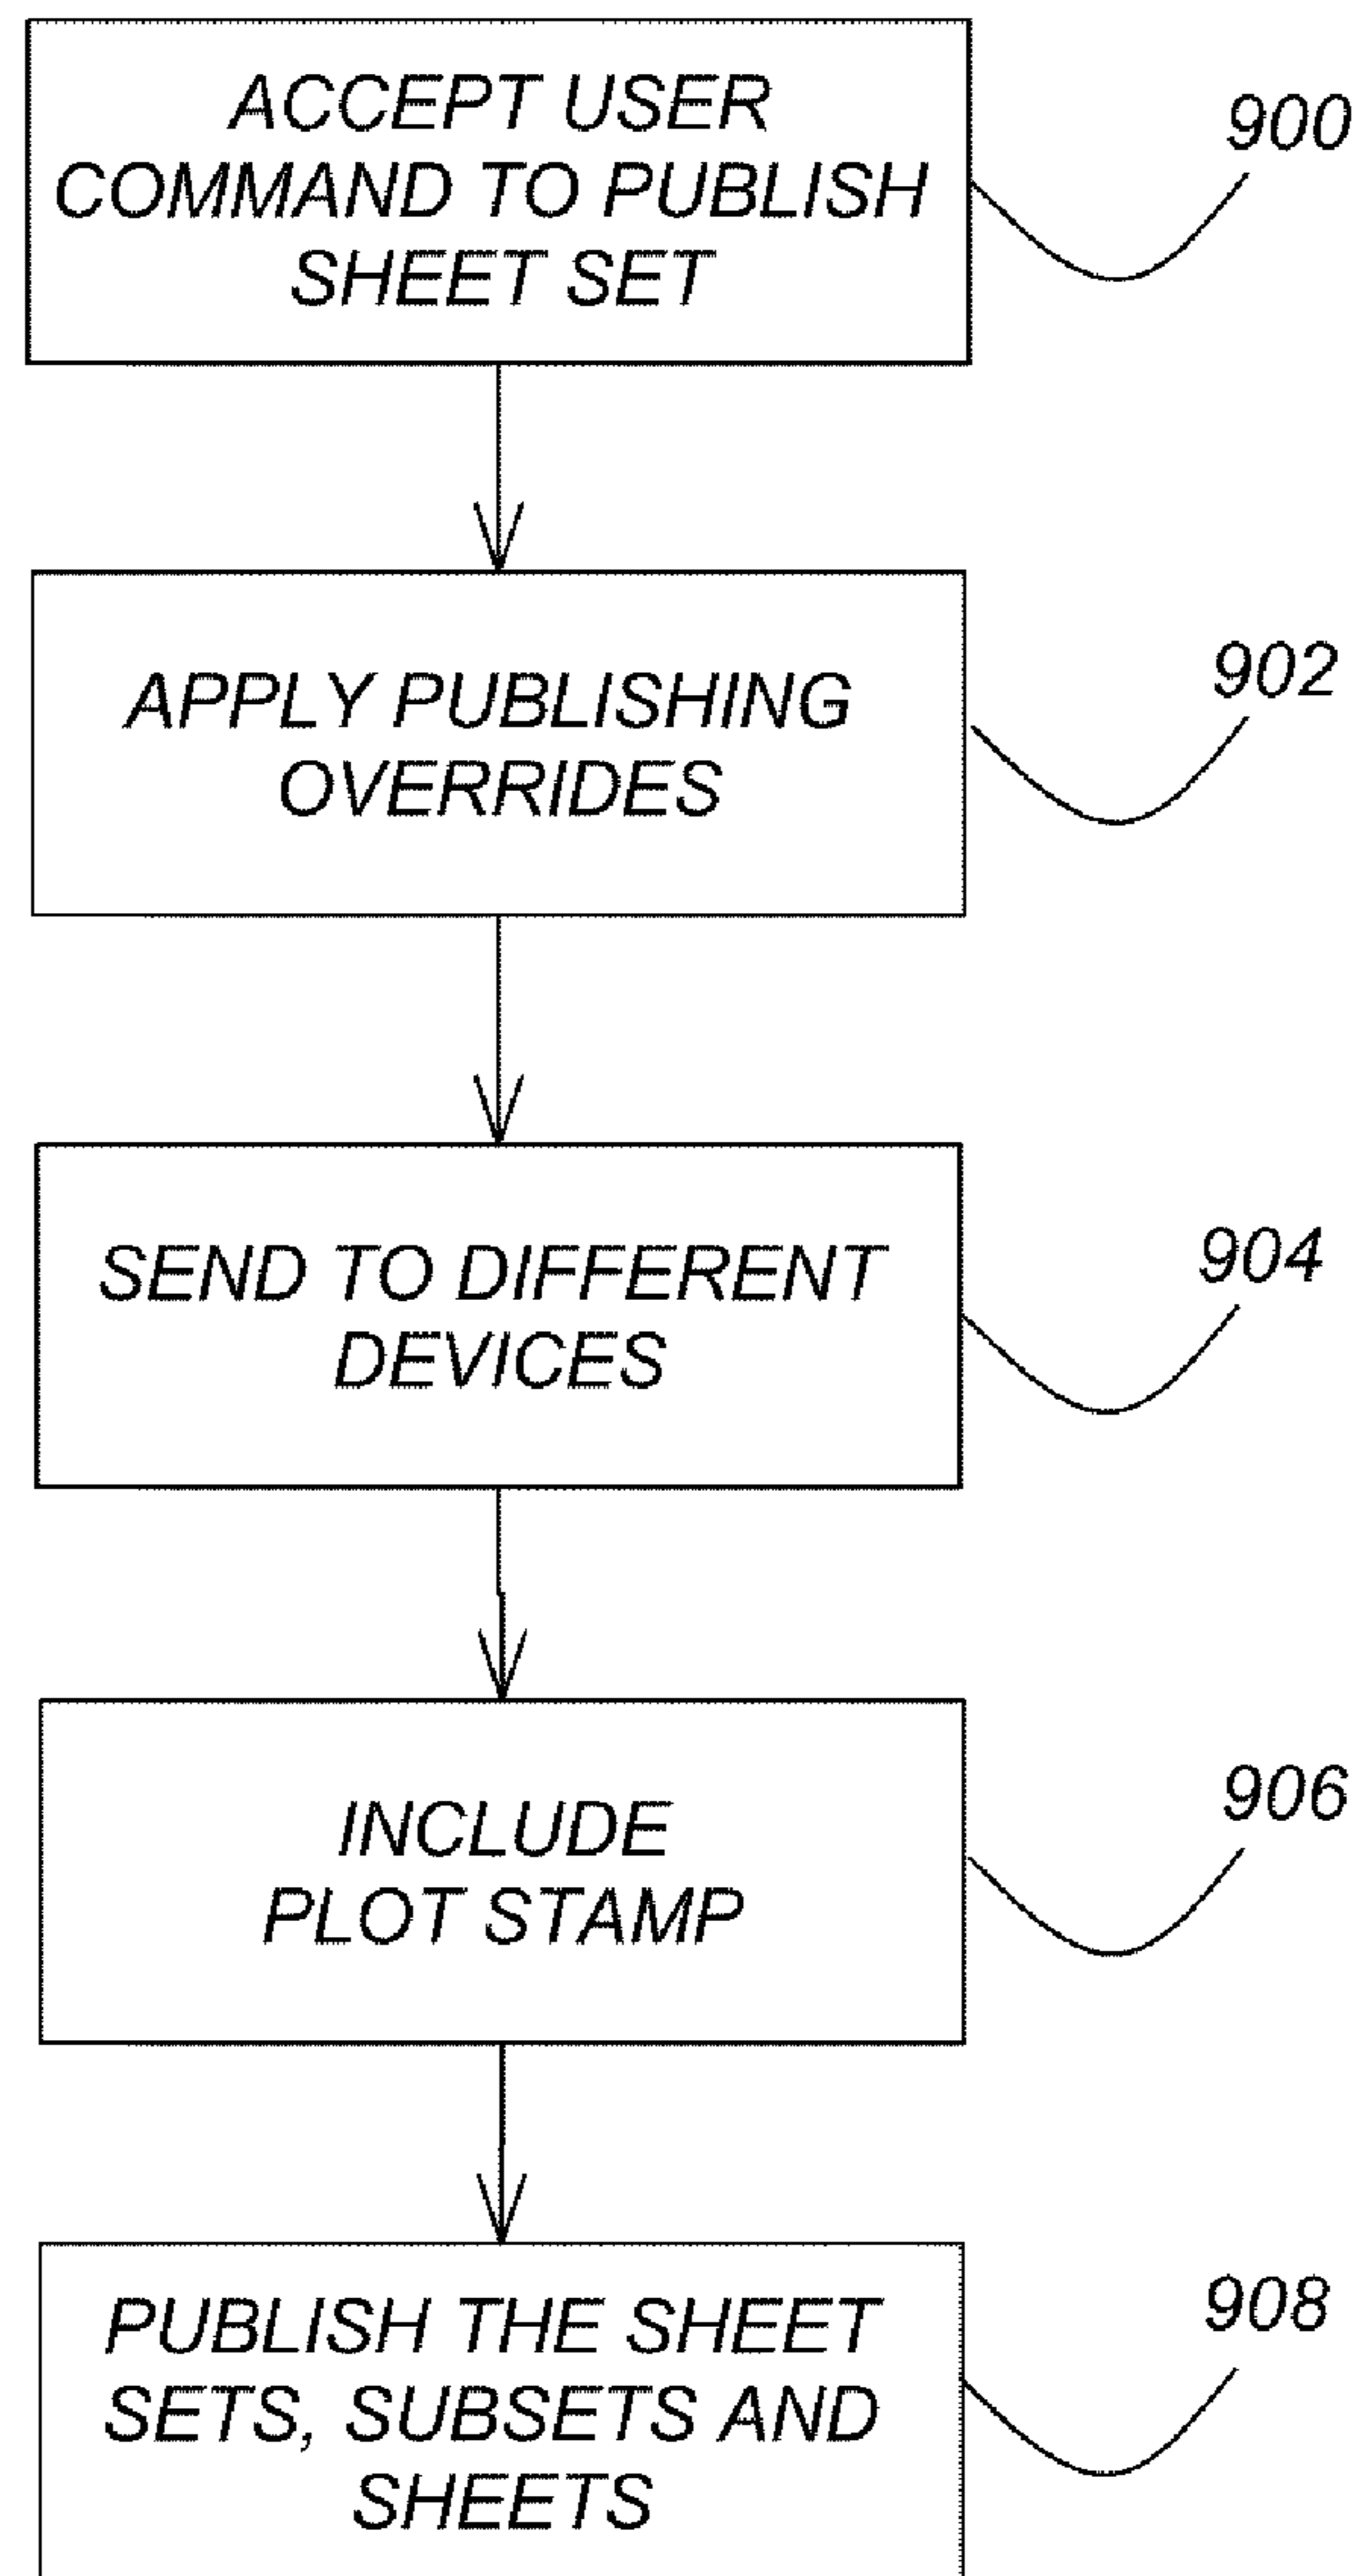 ACCEPT USER
COMMAND TO PUBLISH
SHEET SET
900
APPLY PUBLISHING
OVERRIDES
902
SEND TO DIFFERENT
DEVICES
904
INCLUDE
PLOT STAMP
906
PUBLISH THE SHEET
SETS, SUBSETS AND
SHEETS
908